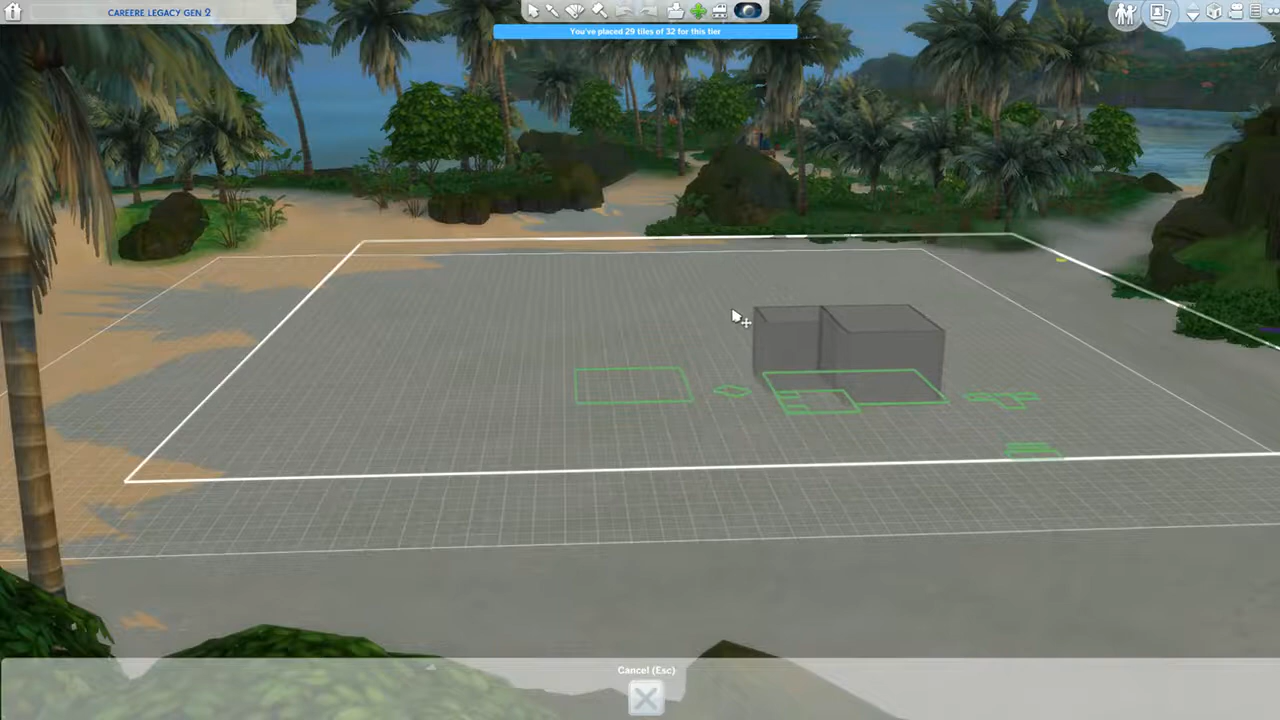 CAREERE LEGACY GEN 2
You've placed 29 tiles of 32 for this tier
Cancel (Esc)